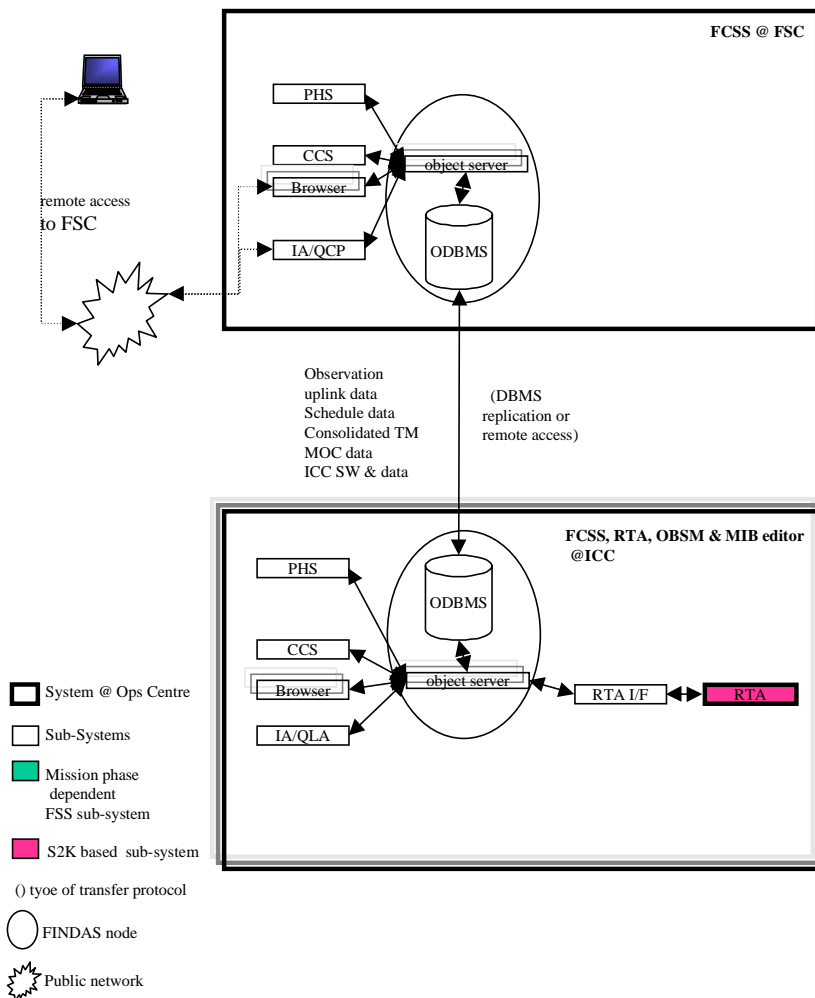 FCSS @ FSC
PHS
CCS
object server
Browser
remote access
to FSC
IA/QCP
ODBMS
Observation
uplink data
Schedule data
Consolidated TM
MOC data
ICC SW & data
(DBMS
replication or
remote access)
FCSS, RTA, OBSM & MIB editor
@ICC
PHS
ODBMS
CCS
object server
Browser
RTA I/F
RTA
IA/QLA
System @ Ops Centre
Sub-Systems
Mission phase
dependent
FSS sub-system
S2K based sub-system
() tyoe of transfer protocol
FINDAS node
Public network